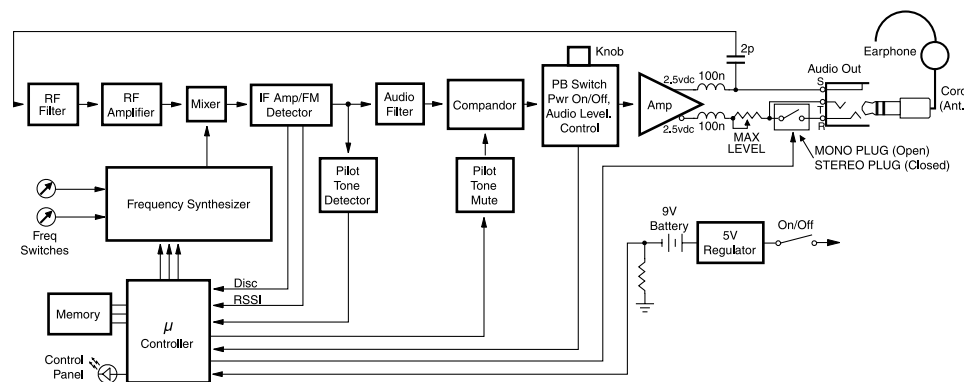 Knob
2p
Earphone
2.5vdc
100n
Audio Out
S
T
R
Cord
(Ant.)
RF
Filter
RF
Amplifier
Mixer
IF Amp/FM
Detector
Audio
Filter
Compandor
PB Switch
Pwr On/Off,
Audio Level.
Control
Amp
2.5vdc
100n
MAX
LEVEL
MONO PLUG (Open)
STEREO PLUG (Closed)
Frequency Synthesizer
Pilot
Tone
Detector
Pilot
Tone
Mute
Freq
Switches
9V
Battery
5V
Regulator
On/Off
Disc
RSSI
Memory
μ
Controller
Control
Panel